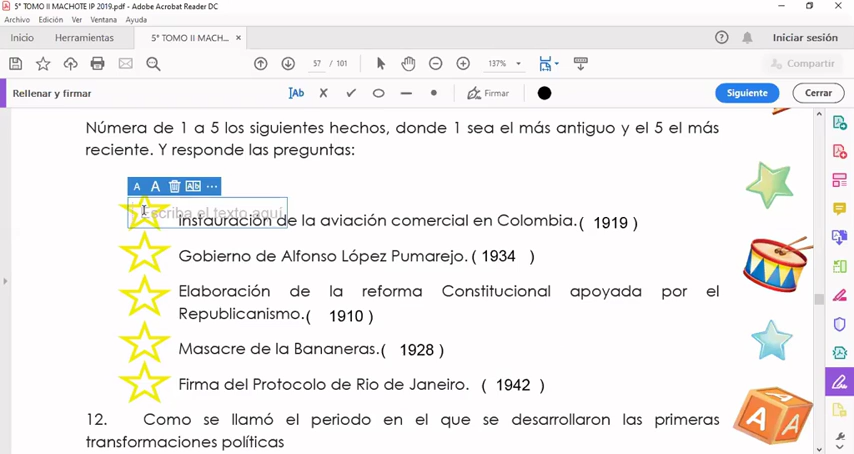 5° TOMO II MACHOTE IP 2019.pdf - Adobe Acrobat Reader DC
Archivo Edición Ver Ventana Ayuda
Inicio Herramientas 5° TOMO II MACH... × Iniciar sesión
57 / 101 137% Compartir
Rellenar y firmar Ab Firmar Siguiente Cerrar
Númera de 1 a 5 los siguientes hechos, donde 1 sea el más antiguo y el 5 el más
reciente. Y responde las preguntas:
A A Ab ...
Escriba el texto aquí
instauración de la aviación comercial en Colombia.( 1919 )
Gobierno de Alfonso López Pumarejo.( 1934 )
Elaboración de la reforma Constitucional apoyada por el
Republicanismo.( 1910 )
Masacre de la Bananeras.( 1928 )
Firma del Protocolo de Rio de Janeiro. ( 1942 )
12. Como se llamó el periodo en el que se desarrollaron las primeras
transformaciones políticas
A A